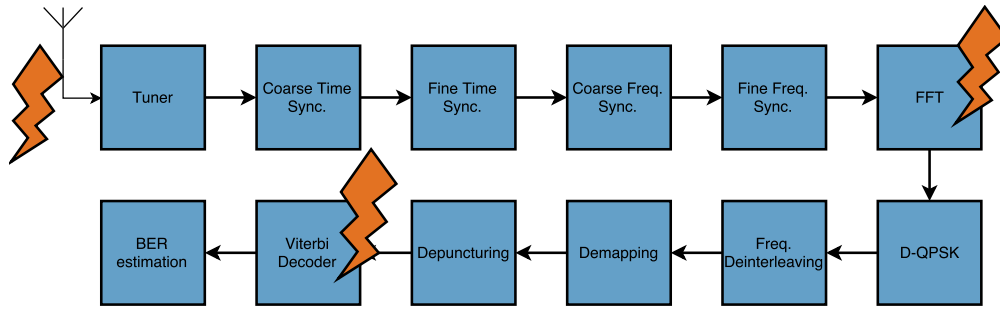 Tuner
Coarse Time
Sync.
Fine Time
Sync.
Coarse Freq.
Sync.
Fine Freq.
Sync.
FFT
BER
estimation
Viterbi
Decoder
Depuncturing
Demapping
Freq.
Deinterleaving
D-QPSK